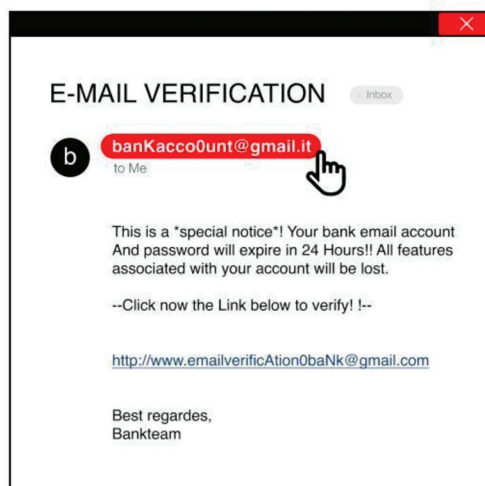 E-MAIL VERIFICATION
Inbox
b
banKacco0unt@gmail.it
to Me
This is a *special notice*! Your bank email account
And password will expire in 24 Hours!! All features
associated with your account will be lost.
--Click now the Link below to verify! !--
http://www.emailverificAtion0baNk@gmail.com
Best regardes,
Bankteam